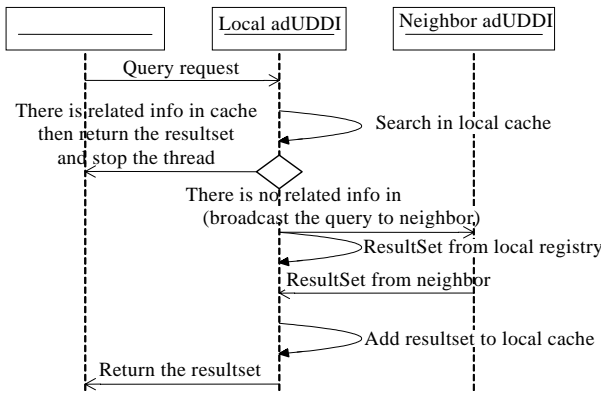 Local adUDDI
Neighbor adUDDI
Query request
There is related info in cache
then return the resultset
and stop the thread
Search in local cache
There is no related info in
(broadcast the query to neighbor)
ResultSet from local registry
ResultSet from neighbor
Add resultset to local cache
Return the resultset